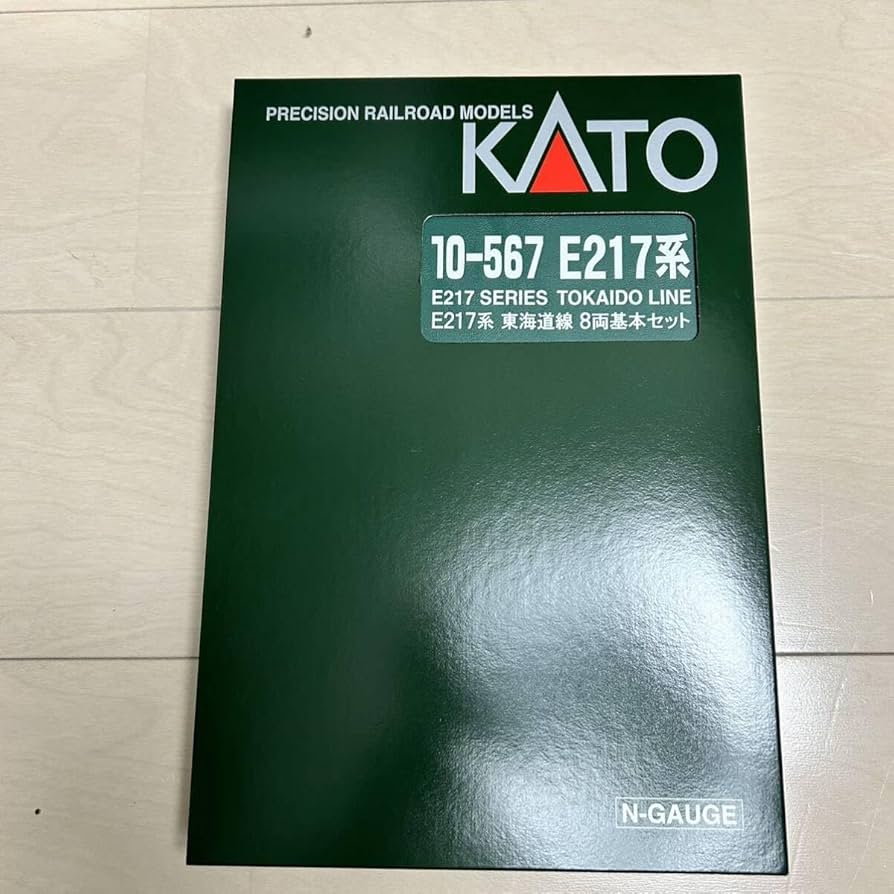 PRECISION RAILROAD MODELS
KATO
10-567 E217系
E217 SERIES TOKAIDO LINE
E217系 東海道線 8両基本セット
N-GAUGE